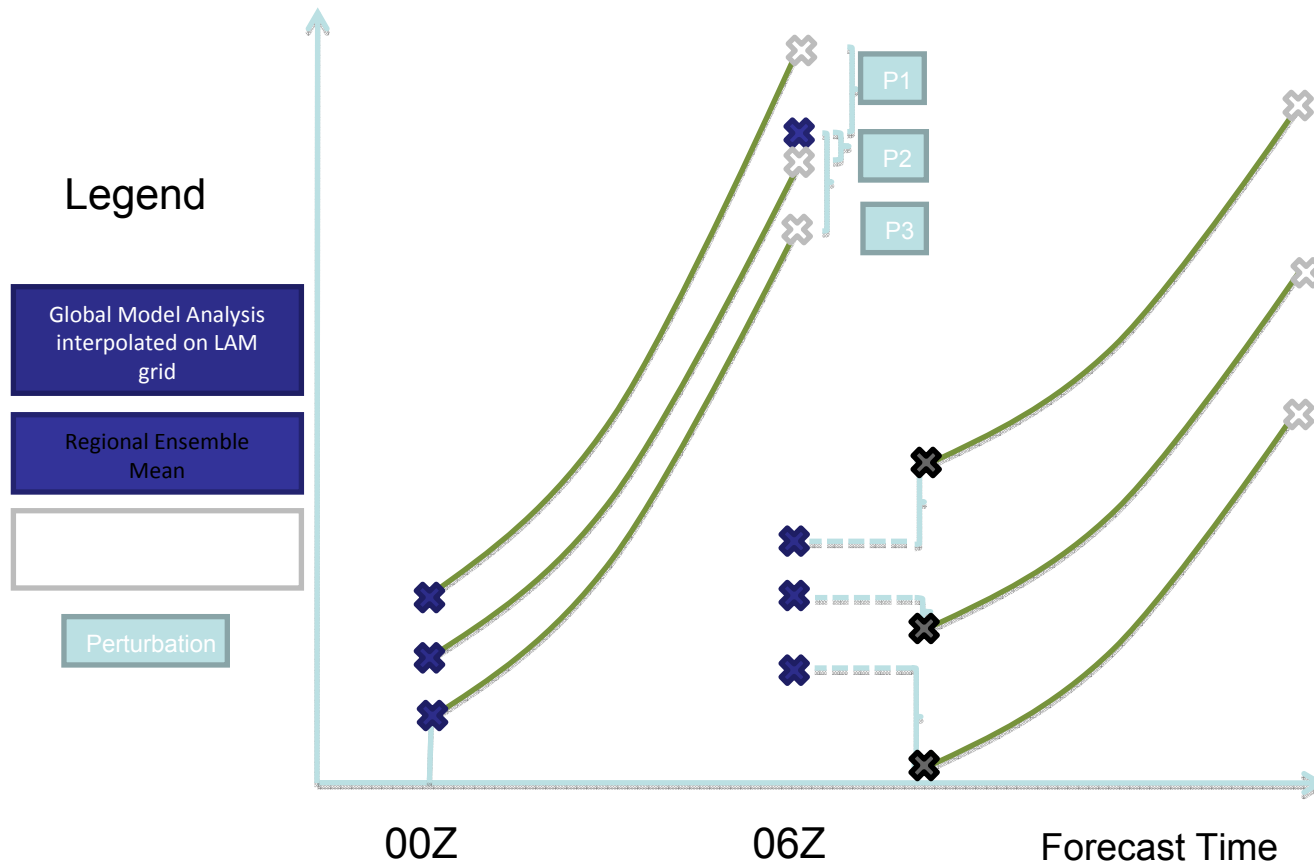 Legend
Global Model Analysis
interpolated on LAM
grid
Regional Ensemble
Mean
Perturbation
P1
P2
P3
00Z
06Z
Forecast Time